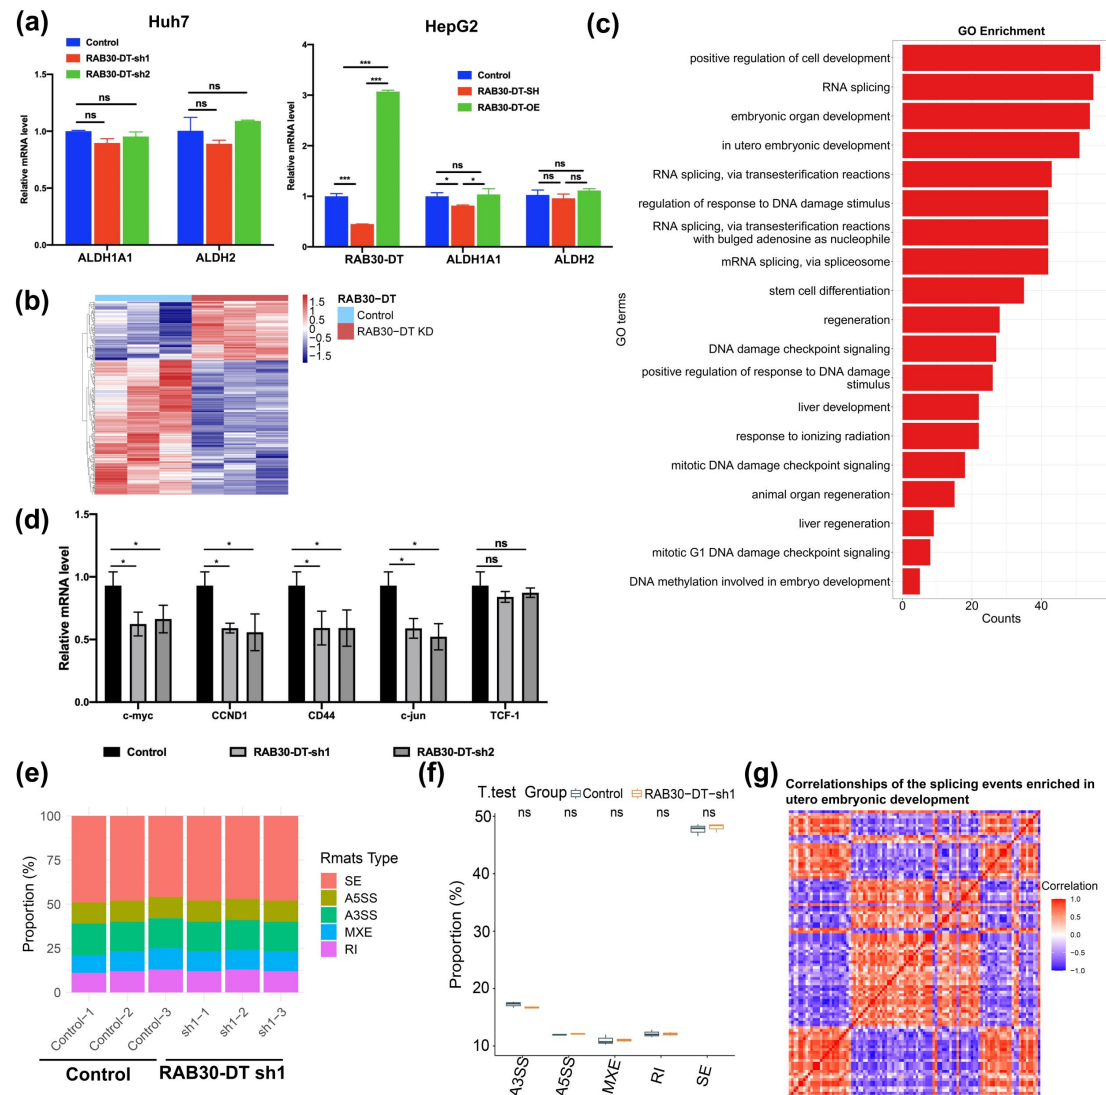 (a)
Huh7
Control
RAB30-DT-sh1
RAB30-DT-sh2
Relative mRNA level
1.5
1.0
0.5
0.0
ns
ns
ns
ns
ALDH1A1
ALDH2
HepG2
Control
RAB30-DT-SH
RAB30-DT-OE
Relative mRNA level
4
3
2
1
0
***
***
***
ns
*
*
ns
ns
ns
RAB30-DT
ALDH1A1
ALDH2
(b)
1.5
1
0.5
0
−0.5
−1
−1.5
RAB30−DT
Control
RAB30−DT KD
(c)
GO Enrichment
GO terms
positive regulation of cell development
RNA splicing
embryonic organ development
in utero embryonic development
RNA splicing, via transesterification reactions
regulation of response to DNA damage stimulus
RNA splicing, via transesterification reactions
with bulged adenosine as nucleophile
mRNA splicing, via spliceosome
stem cell differentiation
regeneration
DNA damage checkpoint signaling
positive regulation of response to DNA damage
stimulus
liver development
response to ionizing radiation
mitotic DNA damage checkpoint signaling
animal organ regeneration
liver regeneration
mitotic G1 DNA damage checkpoint signaling
DNA methylation involved in embryo development
0
20
40
Counts
(d)
Relative mRNA level
1.5
1.0
0.5
0.0
*
*
*
*
*
*
*
*
ns
ns
c-myc
CCND1
CD44
c-jun
TCF-1
Control
RAB30-DT-sh1
RAB30-DT-sh2
(e)
Proportion (%)
100
75
50
25
0
Control−1
Control−2
Control−3
sh1−1
sh1−2
sh1−3
Control
RAB30-DT sh1
Rmats Type
SE
A5SS
A3SS
MXE
RI
(f)
T.test
Group
Control
RAB30−DT−sh1
ns
ns
ns
ns
ns
Proportion (%)
50
40
30
20
10
A3SS
A5SS
MXE
RI
SE
(g)
Correlationships of the splicing events enriched in
utero embryonic development
Correlation
1.0
0.5
0.0
−0.5
−1.0